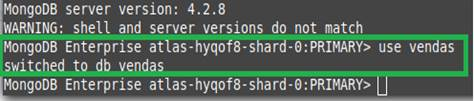 MongoDB server version: 4.2.8
WARNING: shell and server versions do not match
MongoDB Enterprise atlas-hyqof8-shard-0:PRIMARY> use vendas
switched to db vendas
MongoDB Enterprise atlas-hyqof8-shard-0:PRIMARY>